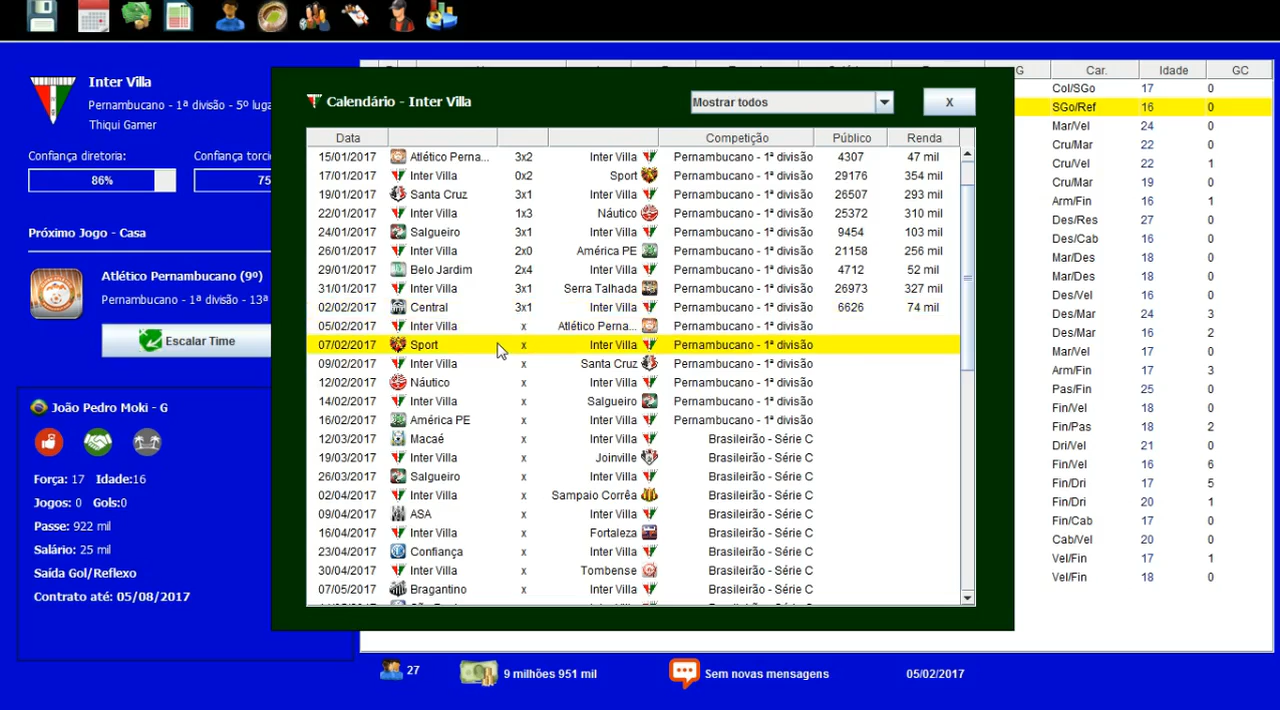 Inter Villa
Pernambucano - 1ª divisão - 5º luga
Thiqui Gamer
Confiança diretoria:
Confiança torci
86%
75
Próximo Jogo - Casa
Atlético Pernambucano (9º)
Pernambucano - 1ª divisão - 13ª
Escalar Time
João Pedro Moki - G
Força: 17 Idade:16
Jogos: 0 Gols:0
Passe: 922 mil
Salário: 25 mil
Saída Gol/Reflexo
Contrato até: 05/08/2017
Calendário - Inter Villa
Mostrar todos
X
Data Competição Público Renda
15/01/2017 Atlético Perna... 3x2 Inter Villa Pernambucano - 1ª divisão 4307 47 mil
17/01/2017 Inter Villa 0x2 Sport Pernambucano - 1ª divisão 29176 354 mil
19/01/2017 Santa Cruz 3x1 Inter Villa Pernambucano - 1ª divisão 26507 293 mil
22/01/2017 Inter Villa 1x3 Náutico Pernambucano - 1ª divisão 25372 310 mil
24/01/2017 Salgueiro 3x1 Inter Villa Pernambucano - 1ª divisão 9454 103 mil
26/01/2017 Inter Villa 2x0 América PE Pernambucano - 1ª divisão 21158 256 mil
29/01/2017 Belo Jardim 2x4 Inter Villa Pernambucano - 1ª divisão 4712 52 mil
31/01/2017 Inter Villa 3x1 Serra Talhada Pernambucano - 1ª divisão 26973 327 mil
02/02/2017 Central 3x1 Inter Villa Pernambucano - 1ª divisão 6626 74 mil
05/02/2017 Inter Villa x Atlético Perna... Pernambucano - 1ª divisão
07/02/2017 Sport x Inter Villa Pernambucano - 1ª divisão
09/02/2017 Inter Villa x Santa Cruz Pernambucano - 1ª divisão
12/02/2017 Náutico x Inter Villa Pernambucano - 1ª divisão
14/02/2017 Inter Villa x Salgueiro Pernambucano - 1ª divisão
16/02/2017 América PE x Inter Villa Pernambucano - 1ª divisão
12/03/2017 Macaé x Inter Villa Brasileirão - Série C
19/03/2017 Inter Villa x Joinville Brasileirão - Série C
26/03/2017 Salgueiro x Inter Villa Brasileirão - Série C
02/04/2017 Inter Villa x Sampaio Corrêa Brasileirão - Série C
09/04/2017 ASA x Inter Villa Brasileirão - Série C
16/04/2017 Inter Villa x Fortaleza Brasileirão - Série C
23/04/2017 Confiança x Inter Villa Brasileirão - Série C
30/04/2017 Inter Villa x Tombense Brasileirão - Série C
07/05/2017 Bragantino x Inter Villa Brasileirão - Série C
G Car. Idade GC
Col/SGo 17 0
SGo/Ref 16 0
Mar/Vel 24 0
Cru/Mar 22 0
Cru/Vel 22 1
Cru/Mar 19 0
Arm/Fin 16 1
Des/Res 27 0
Des/Cab 16 0
Mar/Des 18 0
Mar/Des 18 0
Des/Vel 16 0
Des/Mar 24 3
Des/Mar 16 2
Mar/Vel 17 0
Arm/Fin 17 3
Pas/Fin 25 0
Fin/Vel 18 0
Fin/Pas 18 2
Dri/Vel 21 0
Fin/Vel 16 6
Fin/Dri 17 5
Fin/Dri 20 1
Fin/Cab 17 0
Cab/Vel 20 0
Vel/Fin 17 1
Vel/Fin 18 0
27
9 milhões 951 mil
Sem novas mensagens
05/02/2017